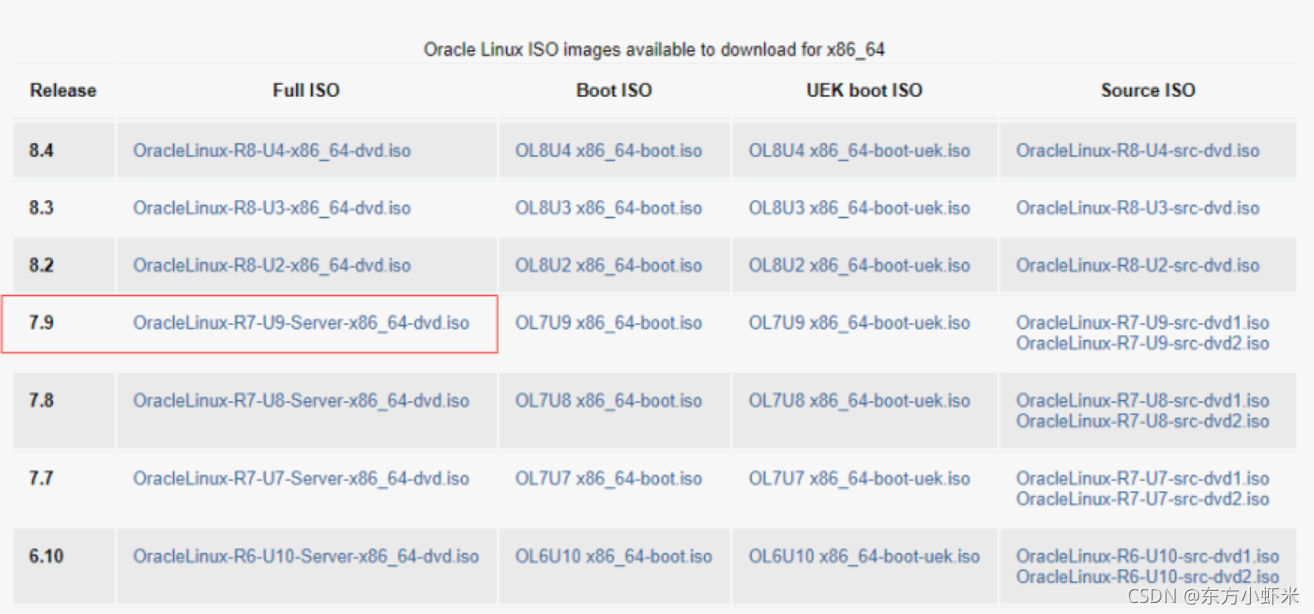 Oracle Linux ISO images available to download for x86_64
Release Full ISO Boot ISO UEK boot ISO Source ISO
8.4 OracleLinux-R8-U4-x86_64-dvd.iso OL8U4 x86_64-boot.iso OL8U4 x86_64-boot-uek.iso OracleLinux-R8-U4-src-dvd.iso
8.3 OracleLinux-R8-U3-x86_64-dvd.iso OL8U3 x86_64-boot.iso OL8U3 x86_64-boot-uek.iso OracleLinux-R8-U3-src-dvd.iso
8.2 OracleLinux-R8-U2-x86_64-dvd.iso OL8U2 x86_64-boot.iso OL8U2 x86_64-boot-uek.iso OracleLinux-R8-U2-src-dvd.iso
7.9 OracleLinux-R7-U9-Server-x86_64-dvd.iso OL7U9 x86_64-boot.iso OL7U9 x86_64-boot-uek.iso OracleLinux-R7-U9-src-dvd1.iso
OracleLinux-R7-U9-src-dvd2.iso
7.8 OracleLinux-R7-U8-Server-x86_64-dvd.iso OL7U8 x86_64-boot.iso OL7U8 x86_64-boot-uek.iso OracleLinux-R7-U8-src-dvd1.iso
OracleLinux-R7-U8-src-dvd2.iso
7.7 OracleLinux-R7-U7-Server-x86_64-dvd.iso OL7U7 x86_64-boot.iso OL7U7 x86_64-boot-uek.iso OracleLinux-R7-U7-src-dvd1.iso
OracleLinux-R7-U7-src-dvd2.iso
6.10 OracleLinux-R6-U10-Server-x86_64-dvd.iso OL6U10 x86_64-boot.iso OL6U10 x86_64-boot-uek.iso OracleLinux-R6-U10-src-dvd1.iso
OracleLinux-R6-U10-src-dvd2.iso
CSDN @东方小虾米